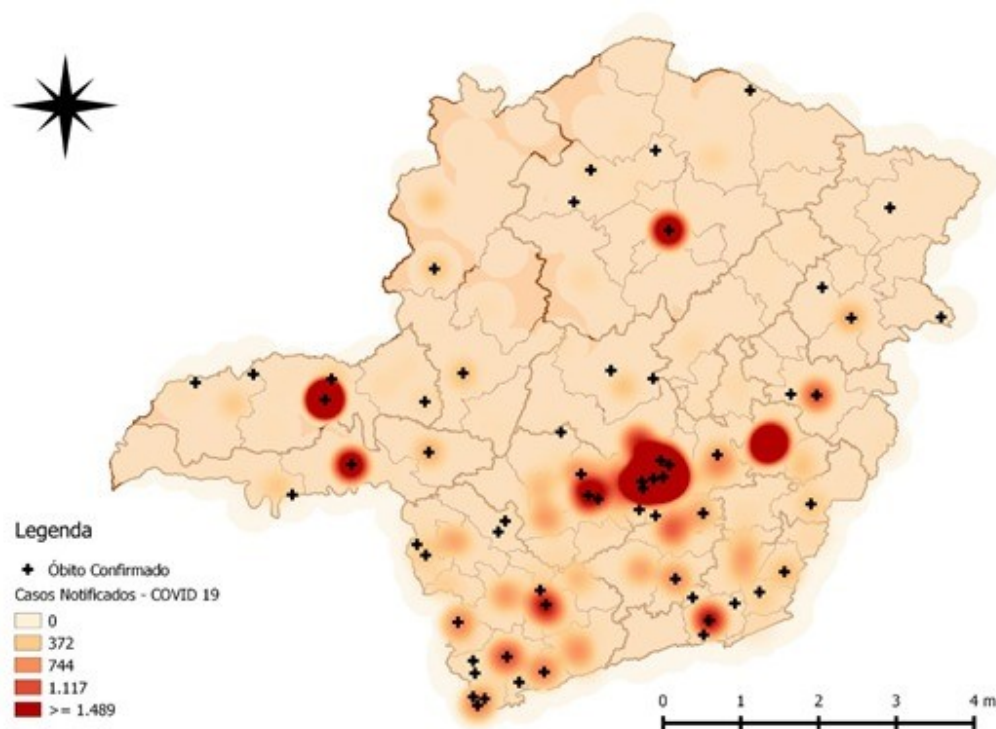 Legenda
Óbito Confirmado
Casos Notificados - COVID 19
0
372
744
1.117
>= 1.489
0 1 2 3 4 m